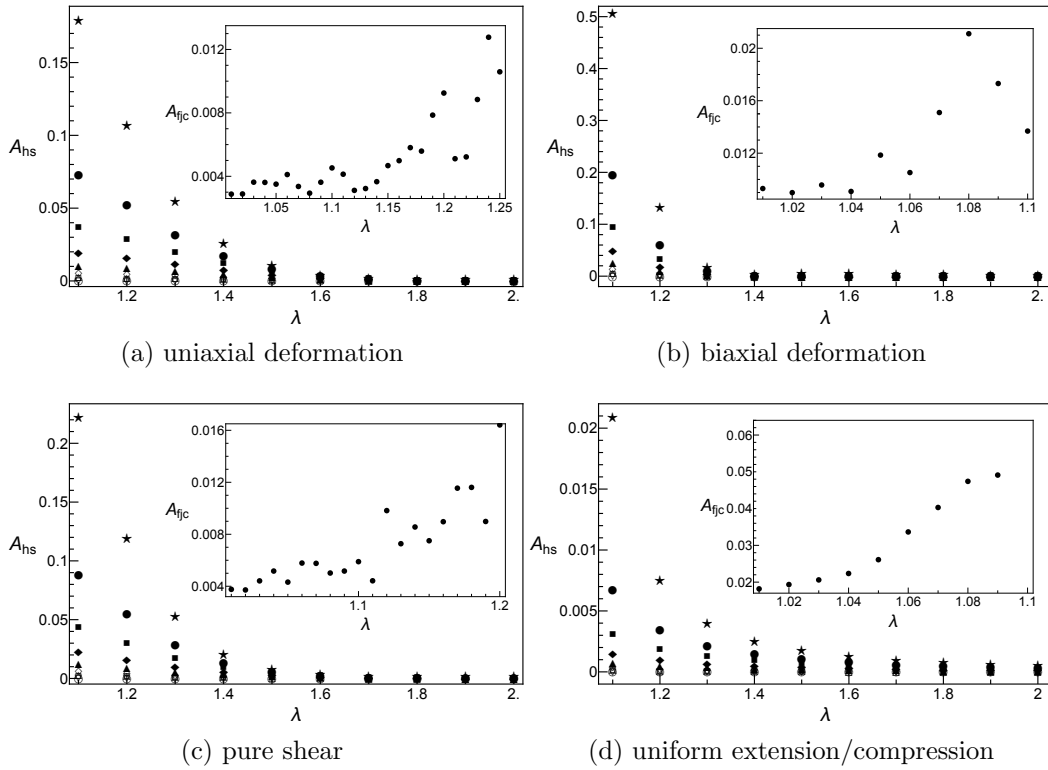 0.15
0.1
0.05
0
A_hs
1.2 1.4 1.6 1.8 2.
λ
0.012
0.008
0.004
A_fjc
1.05 1.1 1.15 1.2 1.25
λ
(a) uniaxial deformation
0.5
0.4
0.3
0.2
0.1
0
A_hs
1.2 1.4 1.6 1.8 2.
λ
0.02
0.016
0.012
A_fjc
1.02 1.04 1.06 1.08 1.1
λ
(b) biaxial deformation
0.2
0.15
0.1
0.05
0
A_hs
1.2 1.4 1.6 1.8 2.
λ
0.016
0.012
0.008
0.004
A_fjc
1.1 1.2
λ
(c) pure shear
0.02
0.015
0.01
0.005
0
A_hs
1.2 1.4 1.6 1.8 2
λ
0.06
0.05
0.04
0.03
0.02
A_fjc
1.02 1.04 1.06 1.08 1.1
λ
(d) uniform extension/compression